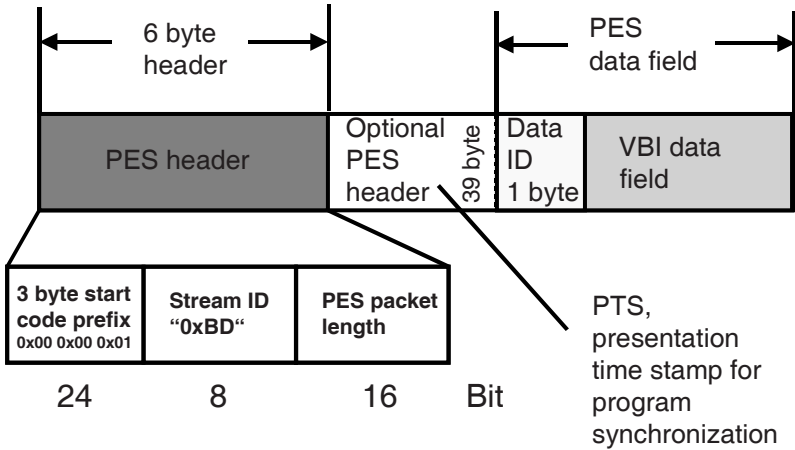 6 byte
header
PES
data field
PES header
Optional
PES
header
39 byte
Data
ID
1 byte
VBI data
field
3 byte start
code prefix
0x00 0x00 0x01
Stream ID
“0xBD“
PES packet
length
24 8 16 Bit
PTS,
presentation
time stamp for
program
synchronization